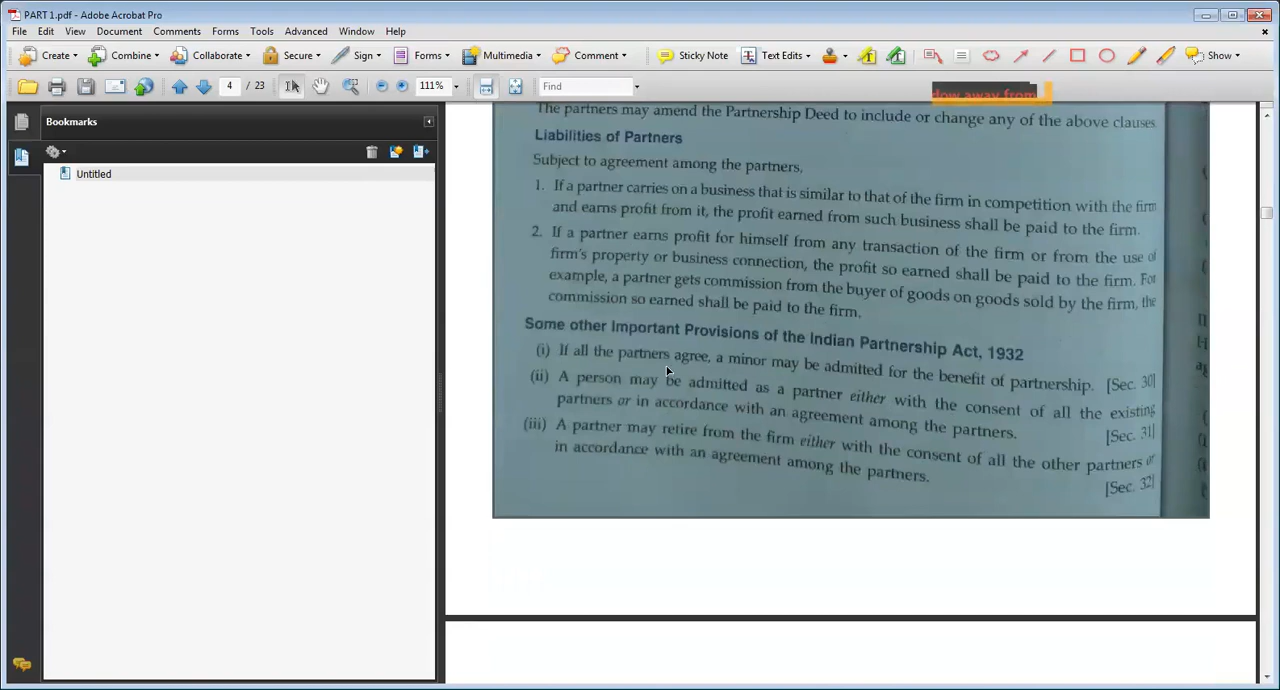 PART 1.pdf - Adobe Acrobat Pro
File Edit View Document Comments Forms Tools Advanced Window Help
Create Combine Collaborate Secure Sign Forms Multimedia Comment Sticky Note Text Edits Show
4 / 23 111% Find
dow away from
Bookmarks
Untitled
The partners may amend the Partnership Deed to include or change any of the above clauses
Liabilities of Partners
Subject to agreement among the partners,
1. If a partner carries on a business that is similar to that of the firm in competition with the firm
and earns profit from it, the profit earned from such business shall be paid to the firm.
2. If a partner earns profit for himself from any transaction of the firm or from the use of
firm's property or business connection, the profit so earned shall be paid to the firm. For
example, a partner gets commission from the buyer of goods on goods sold by the firm, the
commission so earned shall be paid to the firm.
Some other Important Provisions of the Indian Partnership Act, 1932
(i) If all the partners agree, a minor may be admitted for the benefit of partnership. [Sec. 30]
(ii) A person may be admitted as a partner either with the consent of all the existing
partners or in accordance with an agreement among the partners. [Sec. 31]
(iii) A partner may retire from the firm either with the consent of all the other partners or
in accordance with an agreement among the partners. [Sec. 32]